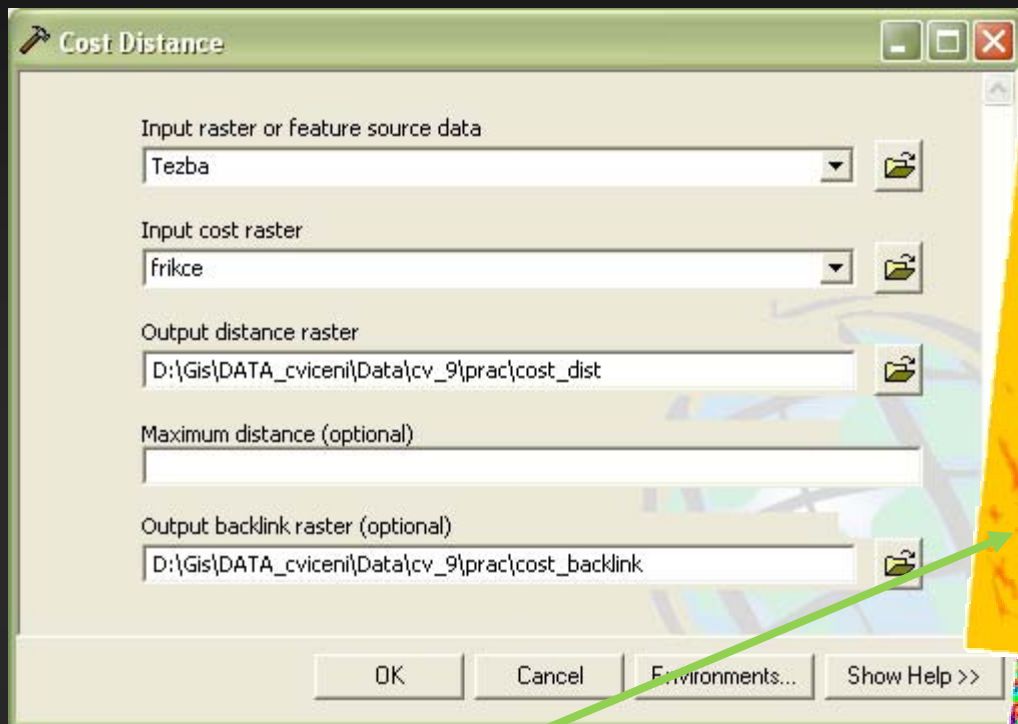 Cost Distance
Input raster or feature source data
Tezba
Input cost raster
frikce
Output distance raster
D:\Gis\DATA_cviceni\Data\cv_9\prac\cost_dist
Maximum distance (optional)
Output backlink raster (optional)
D:\Gis\DATA_cviceni\Data\cv_9\prac\cost_backlink
OK
Cancel
Environments...
Show Help >>